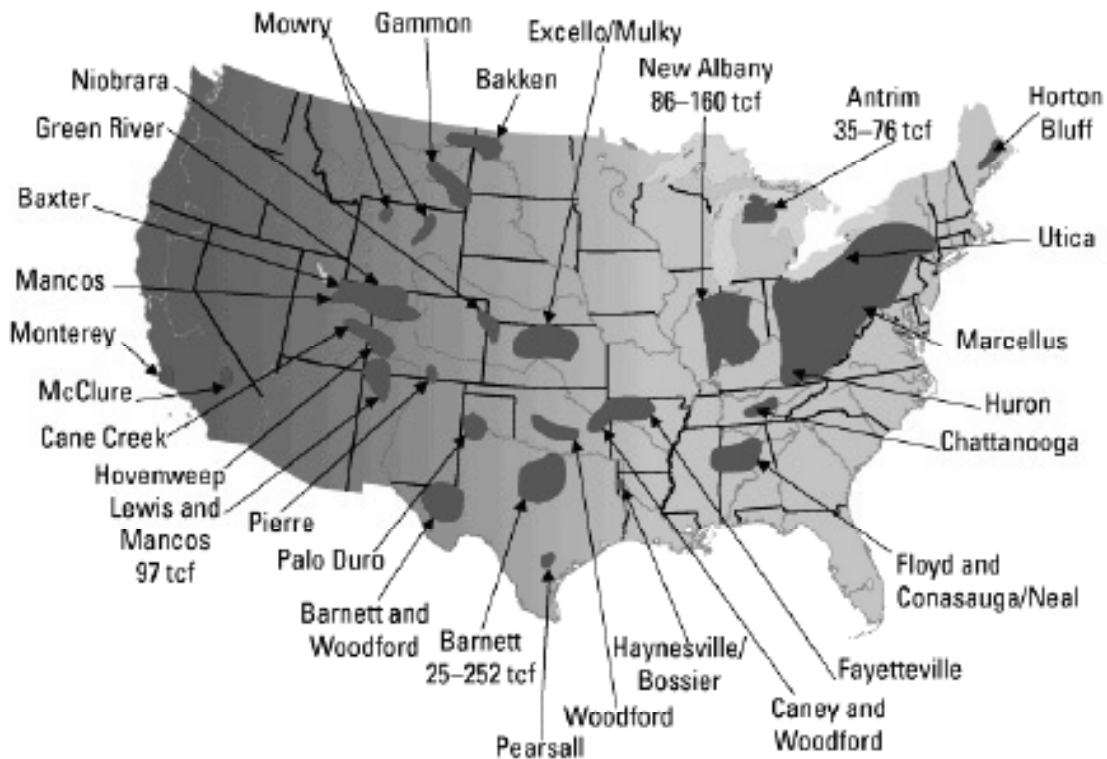 Mowry
Gammon
Excello/Mulky
Niobrara
Bakken
New Albany
86–160 tcf
Antrim
35–76 tcf
Horton
Bluff
Green River
Baxter
Utica
Mancos
Monterey
Marcellus
McClure
Huron
Cane Creek
Chattanooga
Hovenweep
Lewis and
Mancos
97 tcf
Pierre
Palo Duro
Floyd and
Conasauga/Neal
Barnett and
Woodford
Barnett
25–252 tcf
Haynesville/
Bossier
Fayetteville
Woodford
Caney and
Woodford
Pearsall